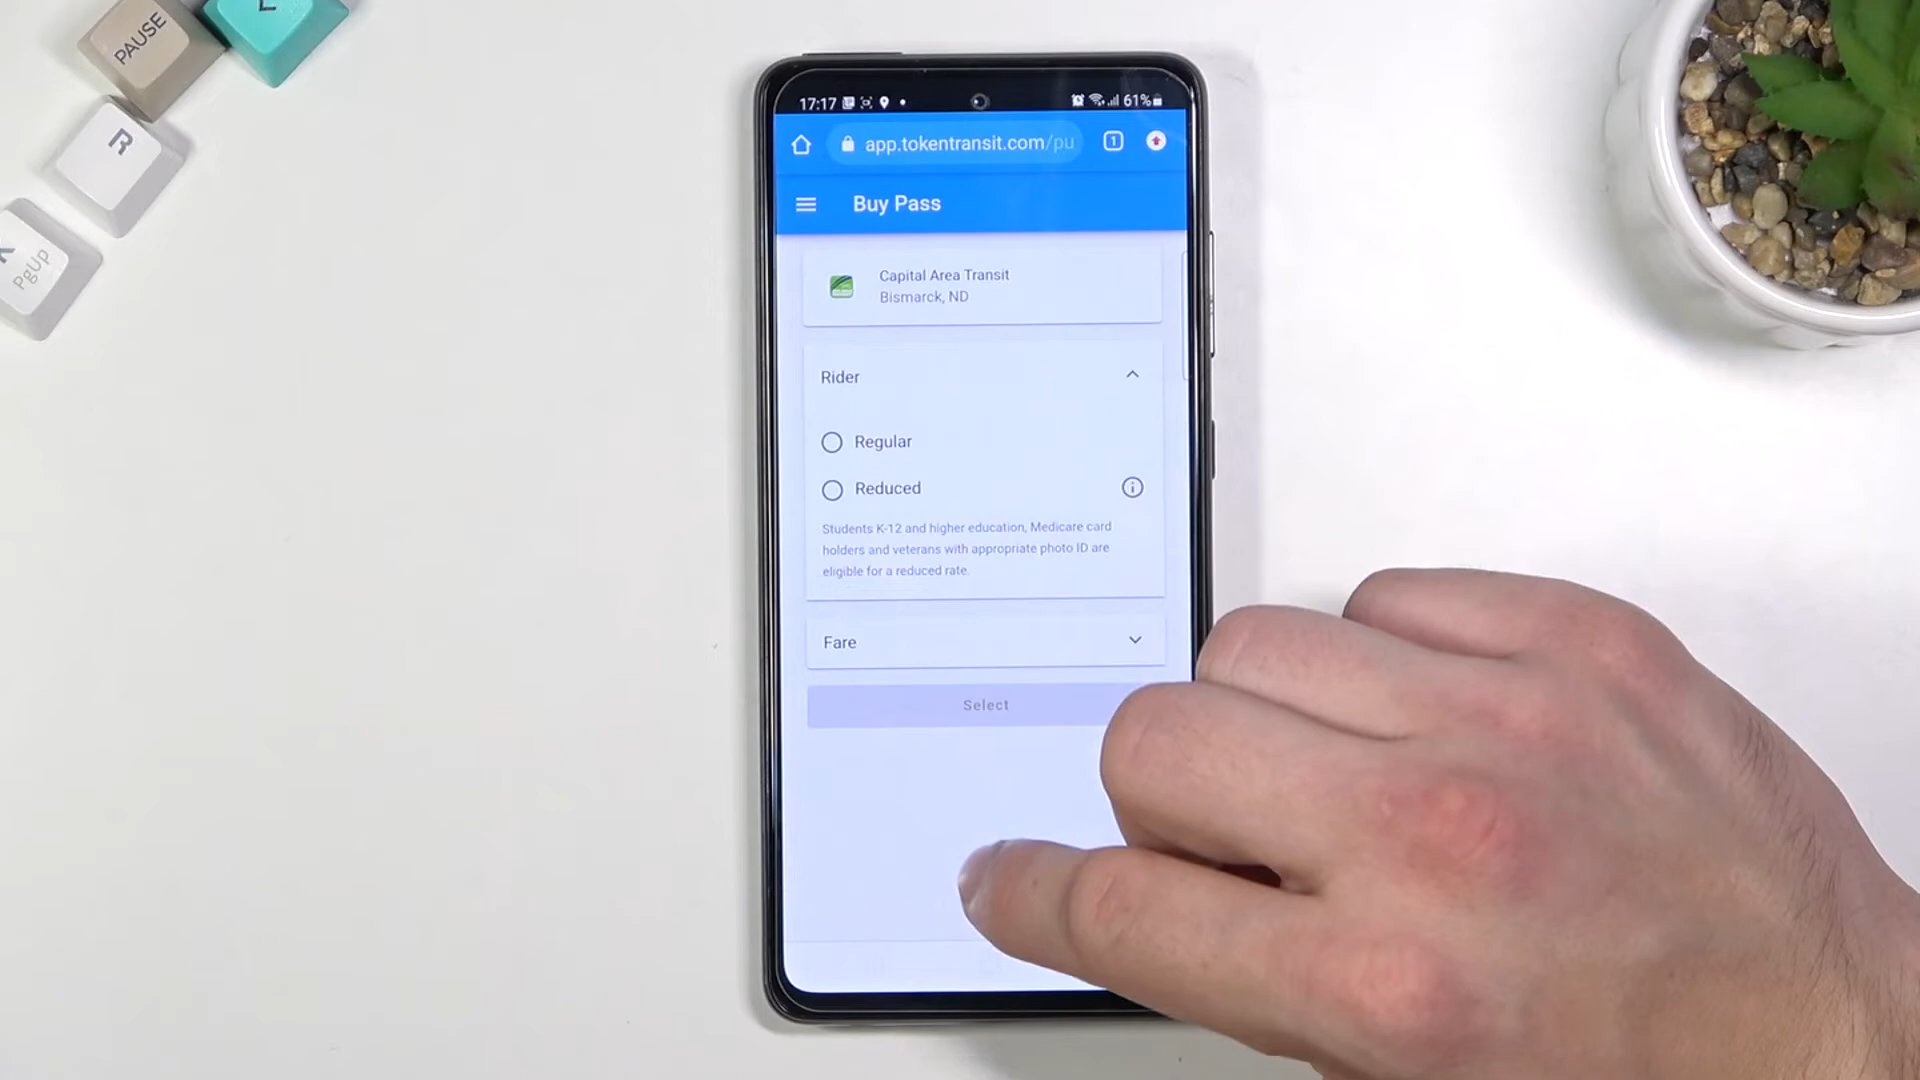 PAUSE
R
PgUp
17:17 61%
app.tokentransit.com/pu 1
Buy Pass
Capital Area Transit
Bismarck, ND
Rider
Regular
Reduced
Students K-12 and higher education, Medicare card
holders and veterans with appropriate photo ID are
eligible for a reduced rate.
Fare
Select